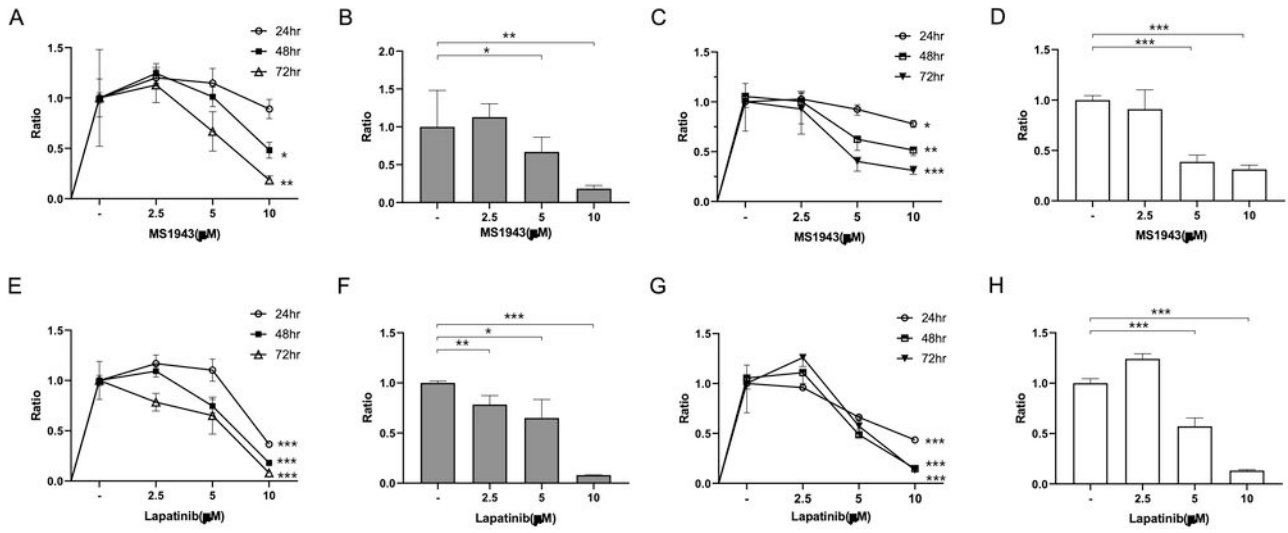 A
24hr
48hr
72hr
1.5
1.0
0.5
0.0
Ratio
-
2.5
5
10
*
**
MS1943(μM)
B
**
*
2.0
1.5
1.0
0.5
0.0
Ratio
-
2.5
5
10
MS1943(μM)
C
24hr
48hr
72hr
1.5
1.0
0.5
0.0
Ratio
-
2.5
5
10
*
**
***
MS1943(μM)
D
***
***
1.5
1.0
0.5
0.0
Ratio
-
2.5
5
10
MS1943(μM)
E
24hr
48hr
72hr
1.5
1.0
0.5
0.0
Ratio
-
2.5
5
10
***
***
***
Lapatinib(μM)
F
***
*
**
1.5
1.0
0.5
0.0
Ratio
-
2.5
5
10
Lapatinib(μM)
G
24hr
48hr
72hr
1.5
1.0
0.5
0.0
Ratio
-
2.5
5
10
***
***
***
Lapatinib(μM)
H
***
***
1.5
1.0
0.5
0.0
Ratio
-
2.5
5
10
Lapatinib(μM)